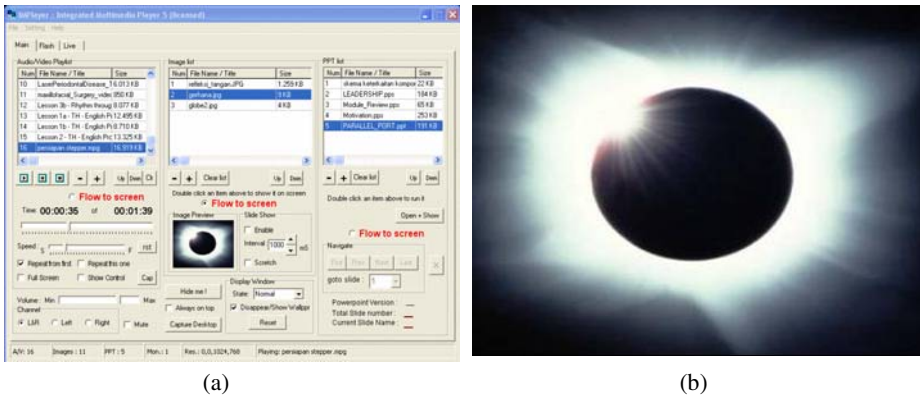 InPlayer : Integrated Multimedia Player 5 (licensed)
File Setting Help
Main Flash Live
Audio/Video Playlist
Num File Name / Title Size
10 LaserPeriodontalDisease_1 6.013 KB
11 maxillofacial_Surgery_videc 950 KB
12 Lesson 3b - Rhythm throug 9.077 KB
13 Lesson 1a - TH - English Pr 12.495 KB
14 Lesson 1b - TH - English Pr 8.710 KB
15 Lesson 2 - TH - English Prc 13.325 KB
16 persiapan stepper.mpg 16.919 KB
- + Up Dwn Clr
Flow to screen
Time 00:00:35 of 00:01:39
Speed : S F rst
Repeat from first Repeat this one
Full Screen Show Control Cap
Volume : Min Max
Channel
L&R Left Right Mute
Image list
Num File Name / Title Size
1 refleksi_tangan.JPG 1.259 KB
2 gerhana.jpg 9 KB
3 globe2.jpg 4 KB
- + Clear list Up Dwn
Double click an item above to show it on screen
Flow to screen
Image Preview
Slide Show
Enable
Interval : 1000 mS
Stretch
Hide me !
Always on top
Capture Desktop
Display Window
State: Normal
Disappear/Show Wallppr
Reset
PPT list
Num File Name / Title Size
1 skema keterkaitan kompor 22 KB
2 LEADERSHIP.pps 184 KB
3 Module_Review.pps 65 KB
4 Motivation.pps 253 KB
5 PARALLEL_PORT.ppt 191 KB
- + Clear list Up Dwn
Double click an item above to run it
Open + Show
Flow to screen
Navigate
First Prev Next Last
X
goto slide : 1
Powerpoint Version :
Total Slide number :
Current Slide Name :
A/V: 16 Images : 11 PPT : 5 Mon.: 1 Res.: 0,0,1024,768 Playing: persiapan stepper.mpg
(a) (b)